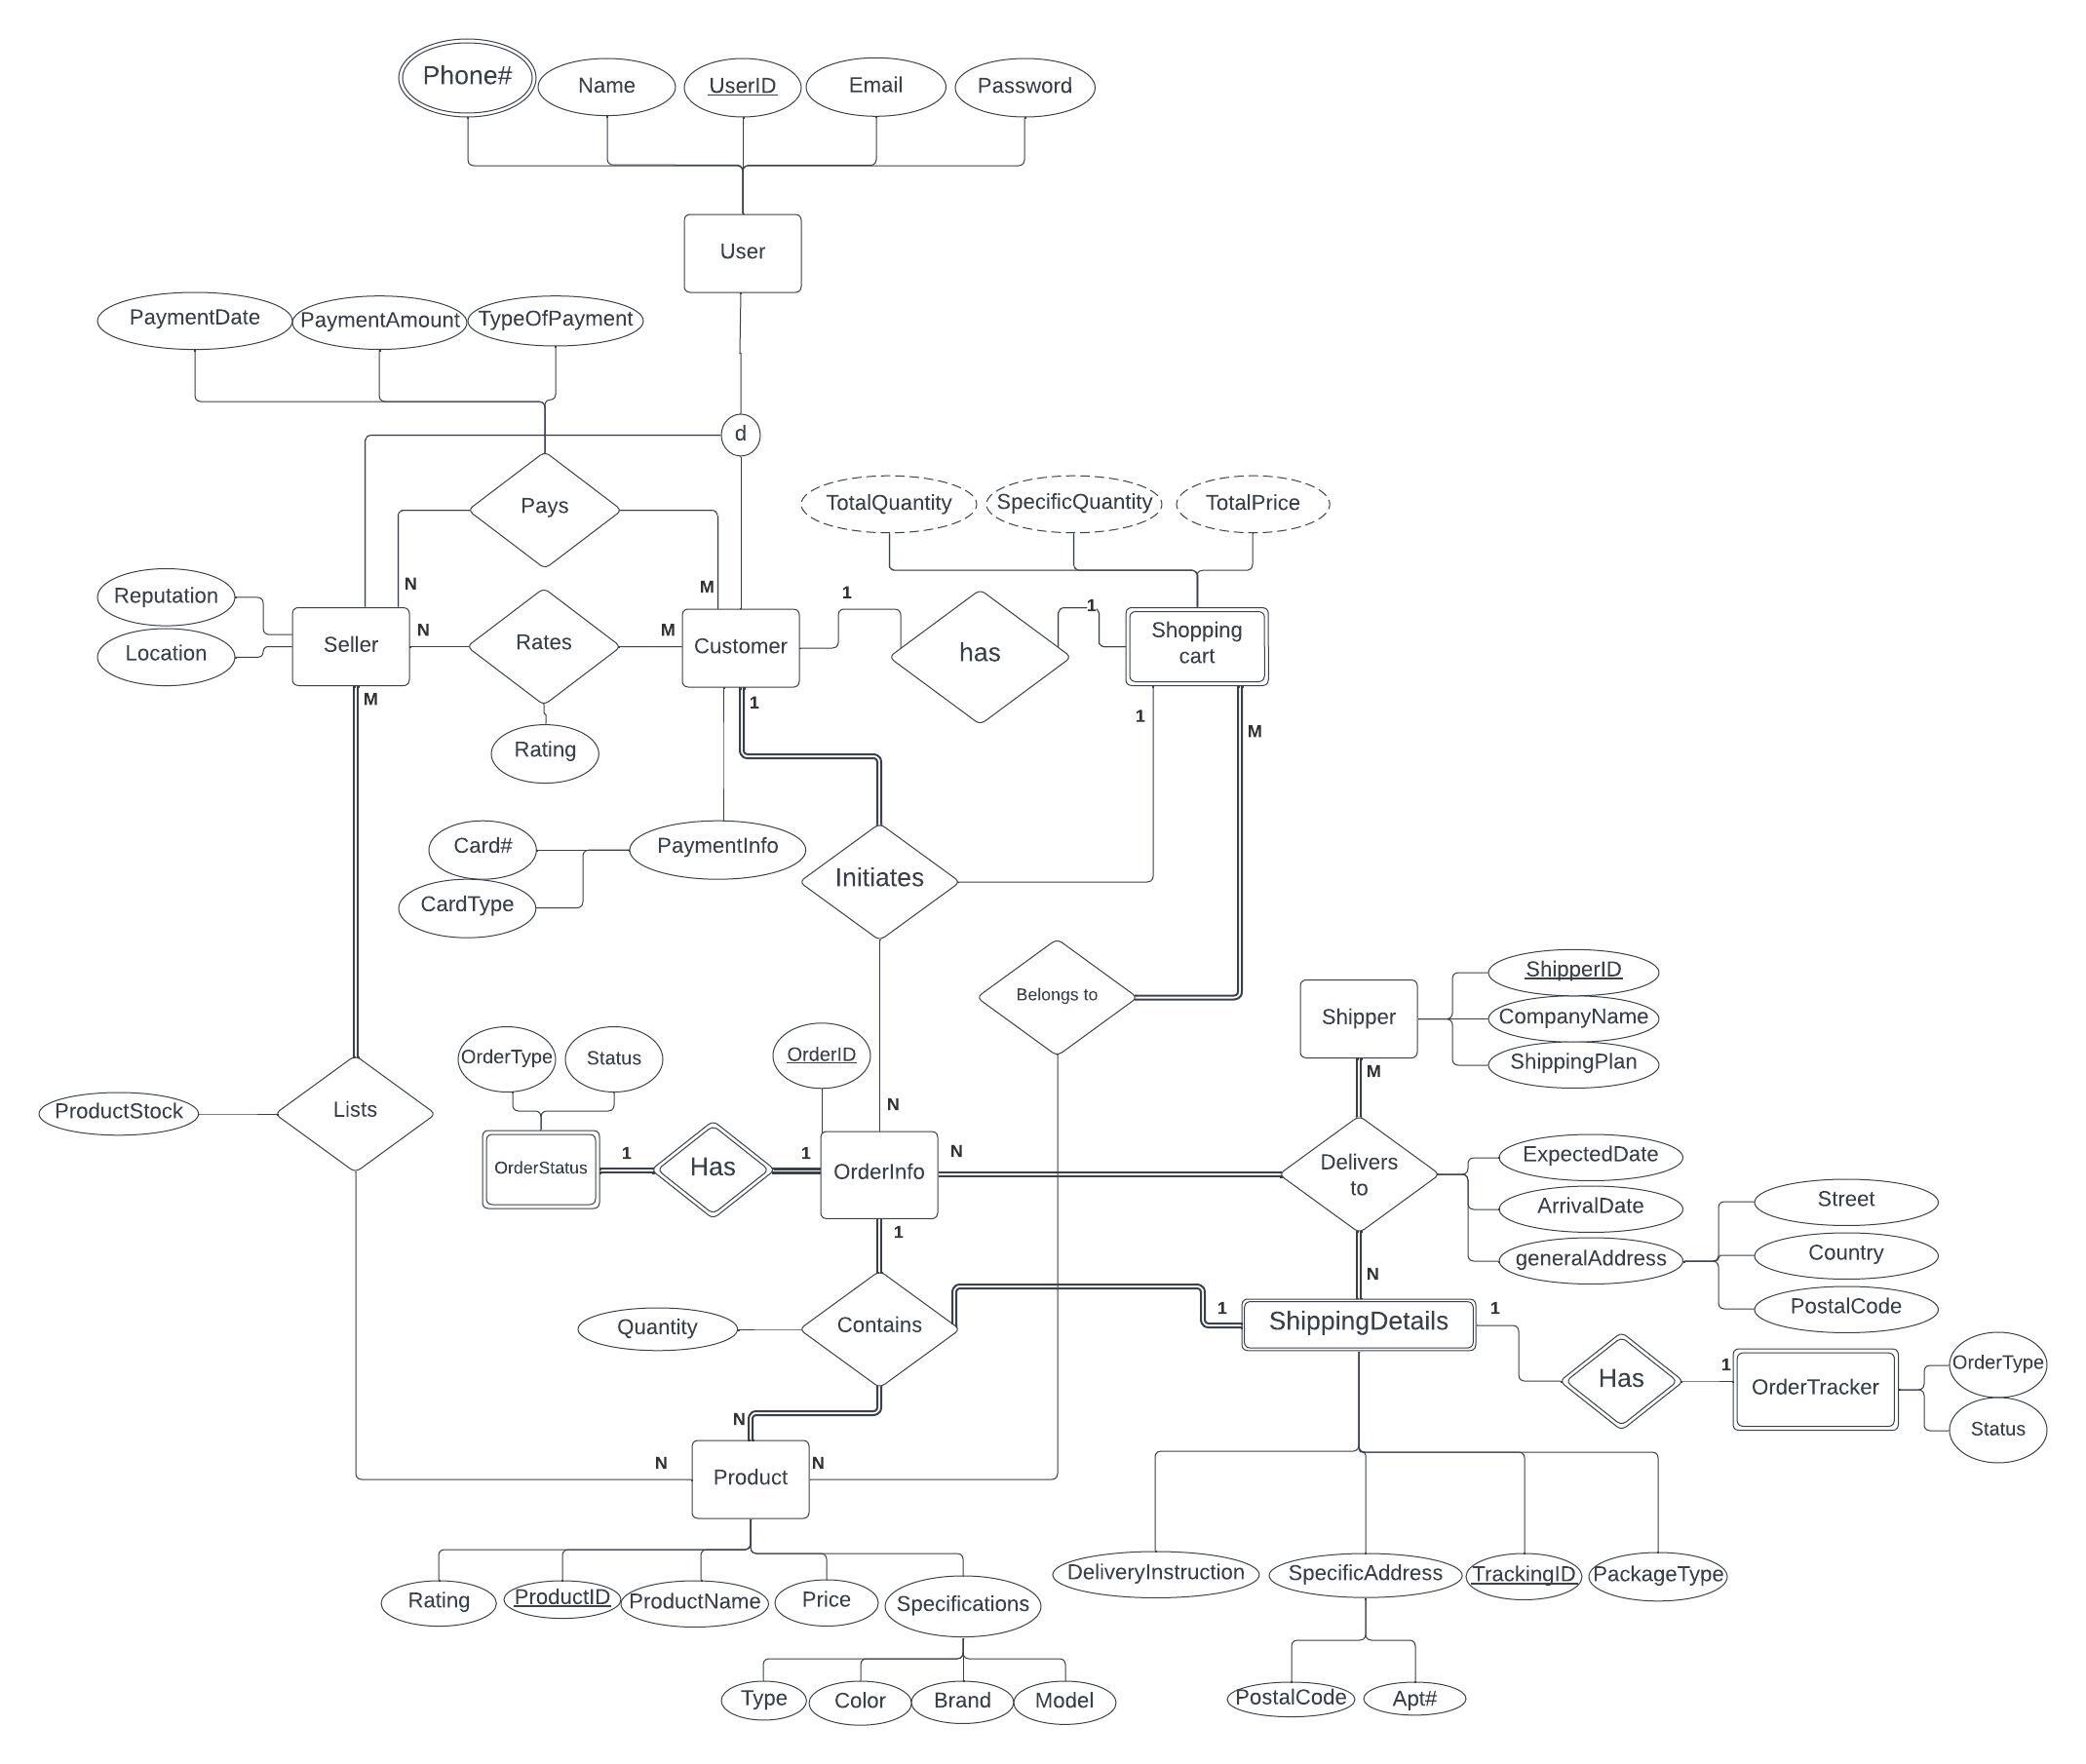 Phone#
Name
UserID
Email
Password
User
PaymentDate
PaymentAmount
TypeOfPayment
d
Pays
TotalQuantity
SpecificQuantity
TotalPrice
N
M
Reputation
Location
Seller
N
Rates
M
Customer
1
has
1
Shopping
cart
M
1
1
M
Rating
Card#
CardType
PaymentInfo
Initiates
Belongs to
Shipper
ShipperID
CompanyName
ShippingPlan
M
OrderType
Status
OrderID
N
ProductStock
Lists
OrderStatus
1
Has
1
OrderInfo
N
Delivers
to
ExpectedDate
ArrivalDate
generalAddress
Street
Country
PostalCode
1
N
Quantity
Contains
1
ShippingDetails
1
Has
1
OrderTracker
OrderType
Status
N
N
Product
N
Rating
ProductID
ProductName
Price
Specifications
DeliveryInstruction
SpecificAddress
TrackingID
PackageType
Type
Color
Brand
Model
PostalCode
Apt#